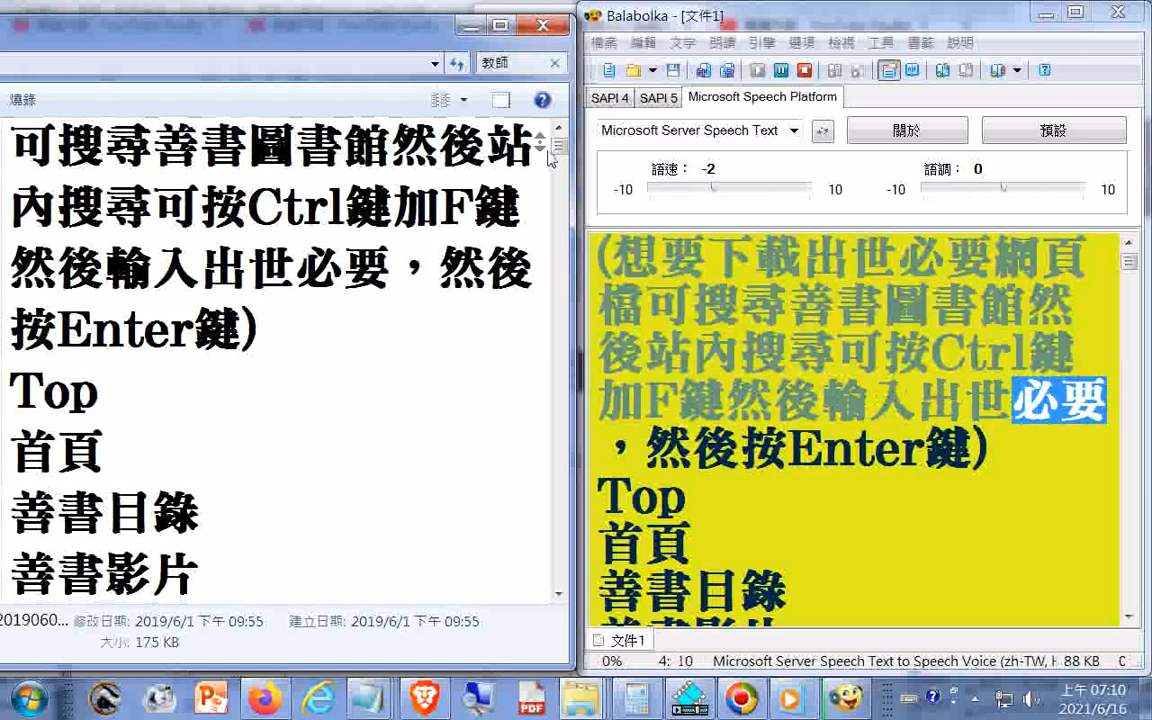 教師
燒錄
可搜尋善書圖書館然後站
內搜尋可按Ctrl鍵加F鍵
然後輸入出世必要，然後
按Enter鍵)
Top
首頁
善書目錄
善書影片
2019060... 修改日期: 2019/6/1 下午 09:55 建立日期: 2019/6/1 下午 09:55
大小: 175 KB
Balabolka - [文件1]
檔案 編輯 文字 朗讀 引擎 選項 檢視 工具 書籤 說明
SAPI 4 SAPI 5 Microsoft Speech Platform
Microsoft Server Speech Text 關於 預設
語速： -2 語調： 0
-10 10 -10 10
(想要下載出世必要網頁
檔可搜尋善書圖書館然
後站內搜尋可按Ctrl鍵
加F鍵然後輸入出世必要
，然後按Enter鍵)
Top
首頁
善書目錄
善書影片
文件1
0% 4: 10 Microsoft Server Speech Text to Speech Voice (zh-TW, H 88 KB C
PDF
上午 07:10
2021/6/16